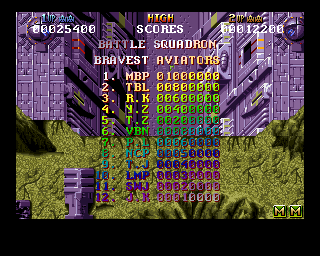 1UP HIGH 2UP
00025400 SCORES 00012200
BATTLE SQUADRON
BRAVEST AVIATORS
1. MBP 01000000
2. TBL 00800000
3. R.K 00600000
4. N.Z 00400000
5. T.Z 00200000
6. VBN 00080000
7. 00060000
8. 00050000
9. T.J 00040000
10. LMP 00030000
11. SWJ 00020000
12. J.K 00010000
M M